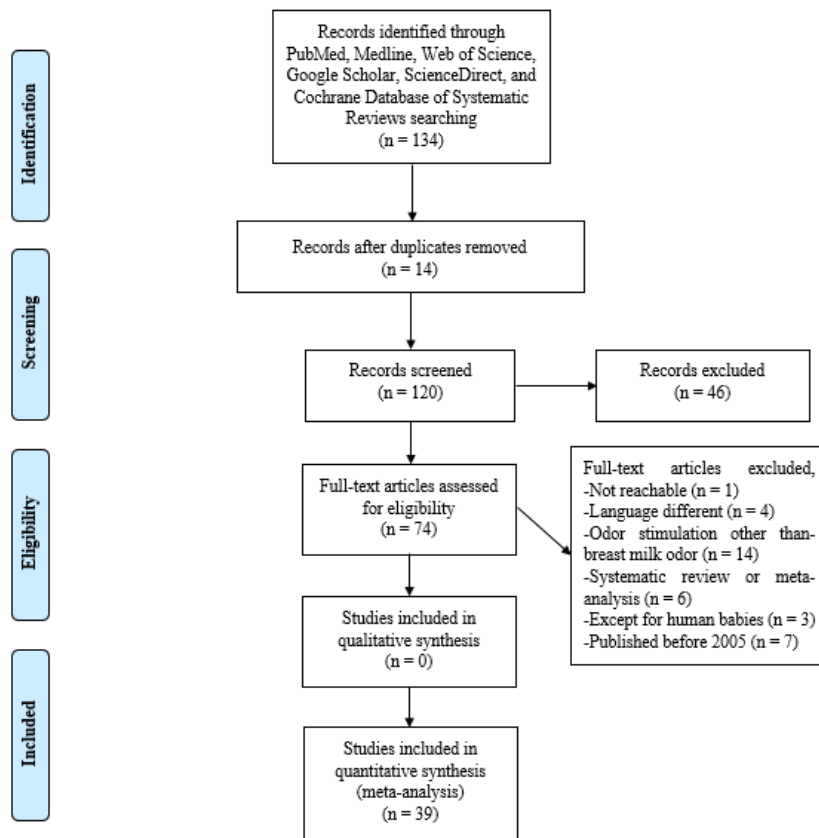 Identification
Records identified through
PubMed, Medline, Web of Science,
Google Scholar, ScienceDirect, and
Cochrane Database of Systematic
Reviews searching
(n = 134)
Records after duplicates removed
(n = 14)
Screening
Records screened
(n = 120)
Records excluded
(n = 46)
Eligibility
Full-text articles assessed
for eligibility
(n = 74)
Full-text articles excluded,
-Not reachable (n = 1)
-Language different (n = 4)
-Odor stimulation other than-
breast milk odor (n = 14)
-Systematic review or meta-
analysis (n = 6)
-Except for human babies (n = 3)
-Published before 2005 (n = 7)
Studies included in
qualitative synthesis
(n = 0)
Included
Studies included in
quantitative synthesis
(meta-analysis)
(n = 39)